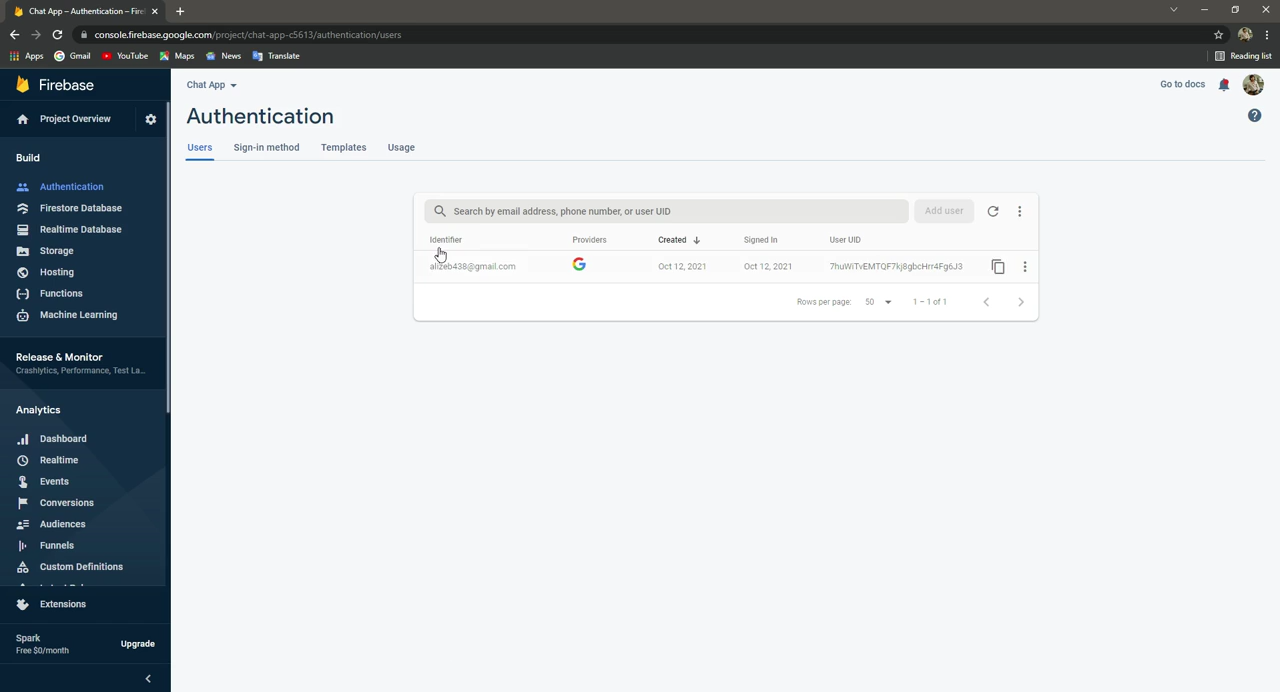 Chat App – Authentication – Fire
console.firebase.google.com/project/chat-app-c5613/authentication/users
Apps Gmail YouTube Maps News Translate Reading list
Firebase
Chat App
Go to docs
Project Overview
Authentication
Users Sign-in method Templates Usage
Build
Authentication
Firestore Database
Realtime Database
Storage
Hosting
Functions
Machine Learning
Release & Monitor
Crashlytics, Performance, Test La...
Analytics
Dashboard
Realtime
Events
Conversions
Audiences
Funnels
Custom Definitions
Extensions
Spark
Free $0/month
Upgrade
Search by email address, phone number, or user UID
Add user
Identifier Providers Created Signed In User UID
alizeb438@gmail.com Oct 12, 2021 Oct 12, 2021 7huWiTvEMTQF7kj8gbcHrr4Fg6J3
Rows per page: 50 1 – 1 of 1